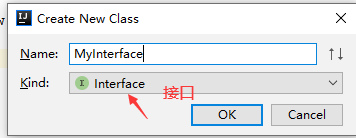 Create New Class
Name: MyInterface
接口
Kind: I Interface
OK Cancel